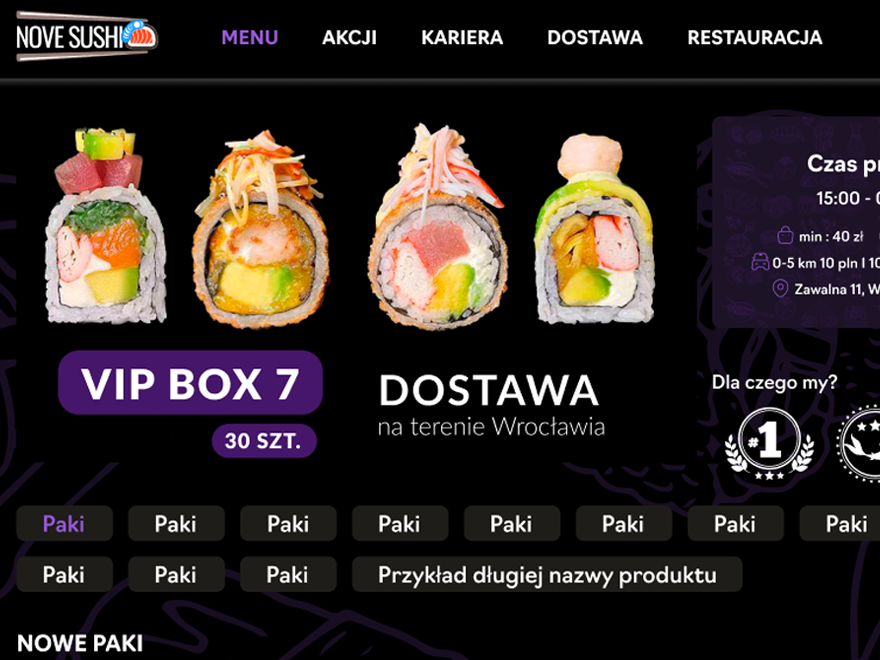 NOVE SUSHI
MENU
AKCJI
KARIERA
DOSTAWA
RESTAURACJA
Czas
15:00 -
min : 40 zł
0-5 km 10 pln I 10
Zawalna 11,
VIP BOX 7
30 SZT.
DOSTAWA
na terenie Wrocławia
Dla czego my?
#1
Paki Paki Paki Paki Paki Paki Paki Paki
Paki Paki Paki Przykład długiej nazwy produktu
NOWE PAKI